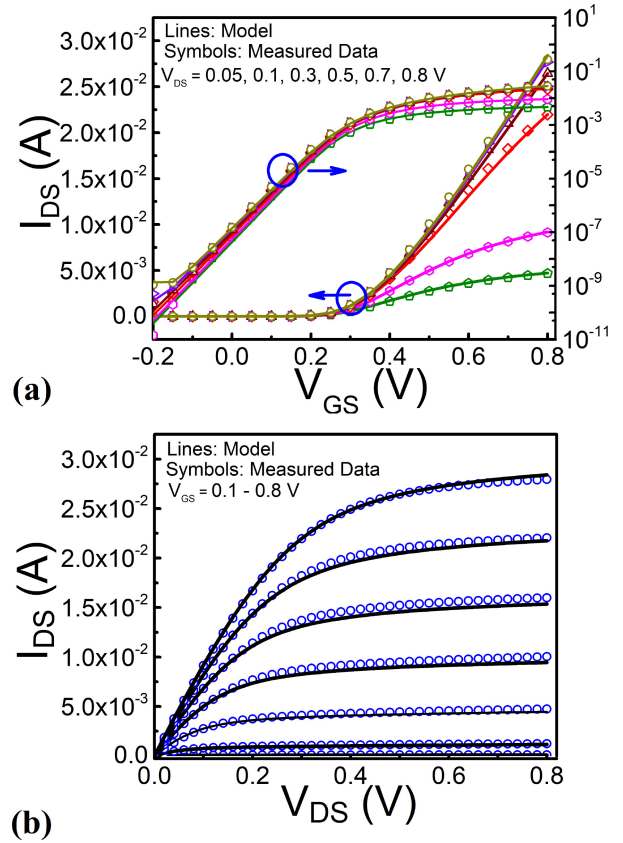 Lines: Model
Symbols: Measured Data
V_DS = 0.05, 0.1, 0.3, 0.5, 0.7, 0.8 V
3.0x10^-2
2.5x10^-2
2.0x10^-2
1.5x10^-2
1.0x10^-2
5.0x10^-3
0.0
I_DS (A)
10^1
10^-1
10^-3
10^-5
10^-7
10^-9
10^-11
-0.2 0.0 0.2 0.4 0.6 0.8
V_GS (V)
(a)
Lines: Model
Symbols: Measured Data
V_GS = 0.1 - 0.8 V
3.0x10^-2
2.5x10^-2
2.0x10^-2
1.5x10^-2
1.0x10^-2
5.0x10^-3
0.0
I_DS (A)
0.0 0.2 0.4 0.6 0.8
V_DS (V)
(b)